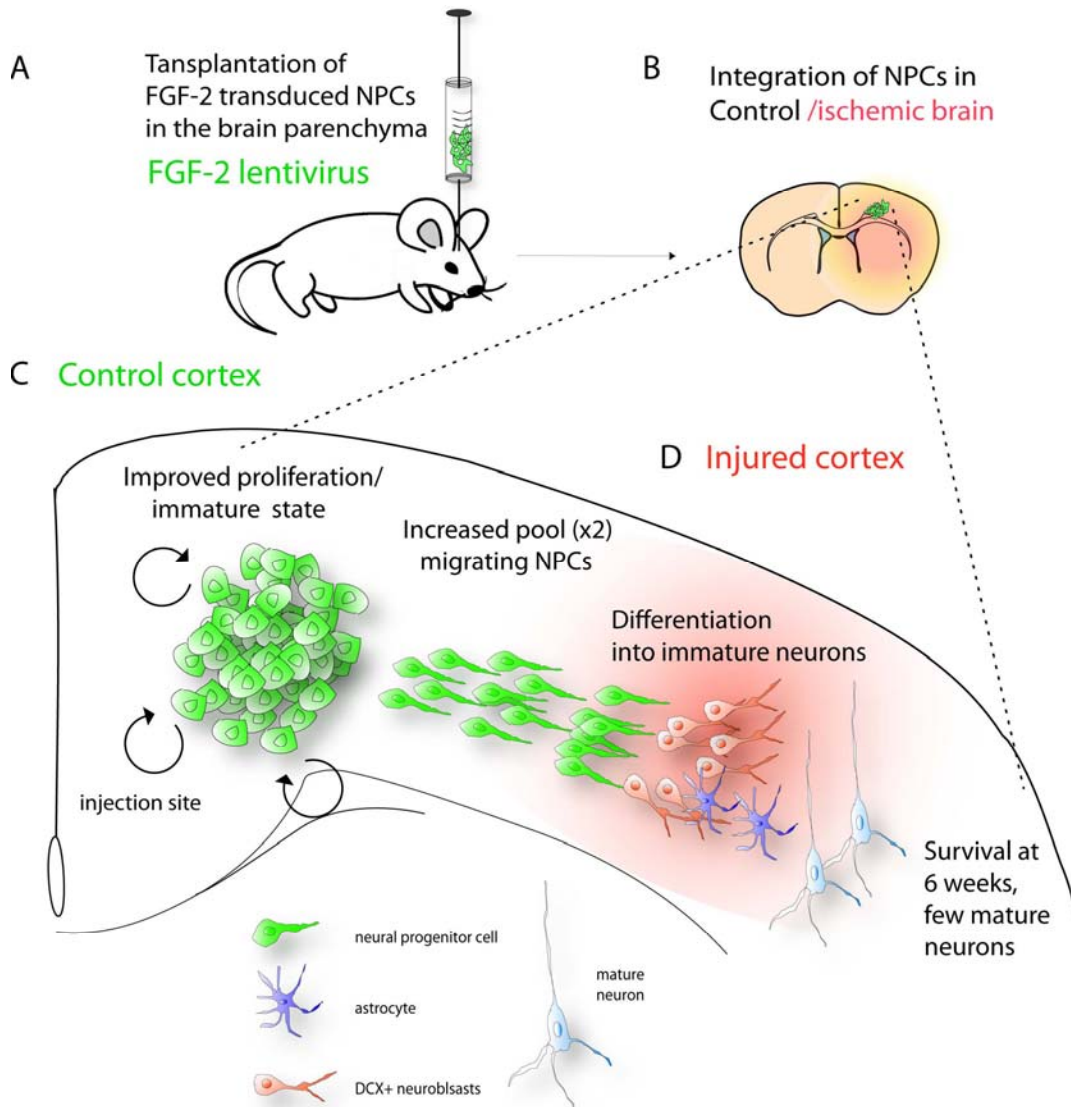 A
Tansplantation of
FGF-2 transduced NPCs
in the brain parenchyma
FGF-2 lentivirus
B
Integration of NPCs in
Control /ischemic brain
C Control cortex
Improved proliferation/
immature state
Increased pool (x2)
migrating NPCs
D Injured cortex
Differentiation
into immature neurons
injection site
Survival at
6 weeks,
few mature
neurons
neural progenitor cell
astrocyte
DCX+ neuroblsasts
mature
neuron